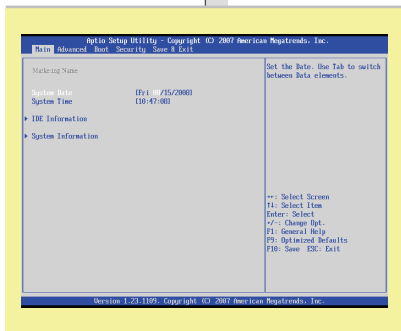 Aptio Setup Utility - Copyright (C) 2007 American Megatrends, Inc.
Main Advanced Boot Security Save & Exit
Marketing Name
System Date [Fri 08/15/2008]
System Time [10:47:08]
▶ IDE Information
▶ System Information
Set the Date. Use Tab to switch
between Data elements.
↔: Select Screen
↑↓: Select Item
Enter: Select
+/-: Change Opt.
F1: General Help
F9: Optimized Defaults
F10: Save ESC: Exit
Version 1.23.1109. Copyright (C) 2007 American Megatrends, Inc.